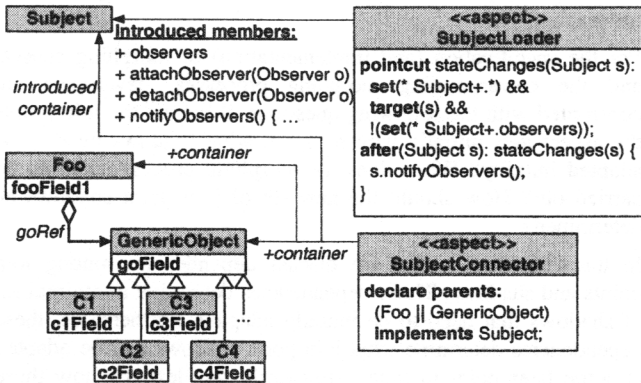 Subject
Introduced members:
+ observers
+ attachObserver(Observer o)
+ detachObserver(Observer o)
+ notifyObservers() { ...
introduced
container
<<aspect>>
SubjectLoader
pointcut stateChanges(Subject s):
set(* Subject+.*) &&
target(s) &&
!(set(* Subject+.observers));
after(Subject s): stateChanges(s) {
s.notifyObservers();
}
+container
Foo
fooField1
goRef
GenericObject
goField
+container
<<aspect>>
SubjectConnector
declare parents:
(Foo || GenericObject)
implements Subject;
C1
c1Field
C3
c3Field
...
C2
c2Field
C4
c4Field